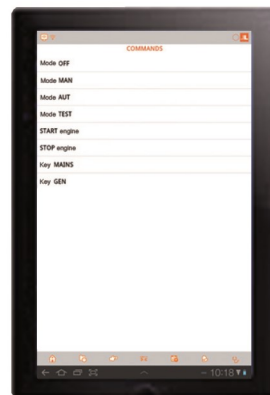 COMMANDS
Mode OFF
Mode MAN
Mode AUT
Mode TEST
START engine
STOP engine
Key MAINS
Key GEN
10:18